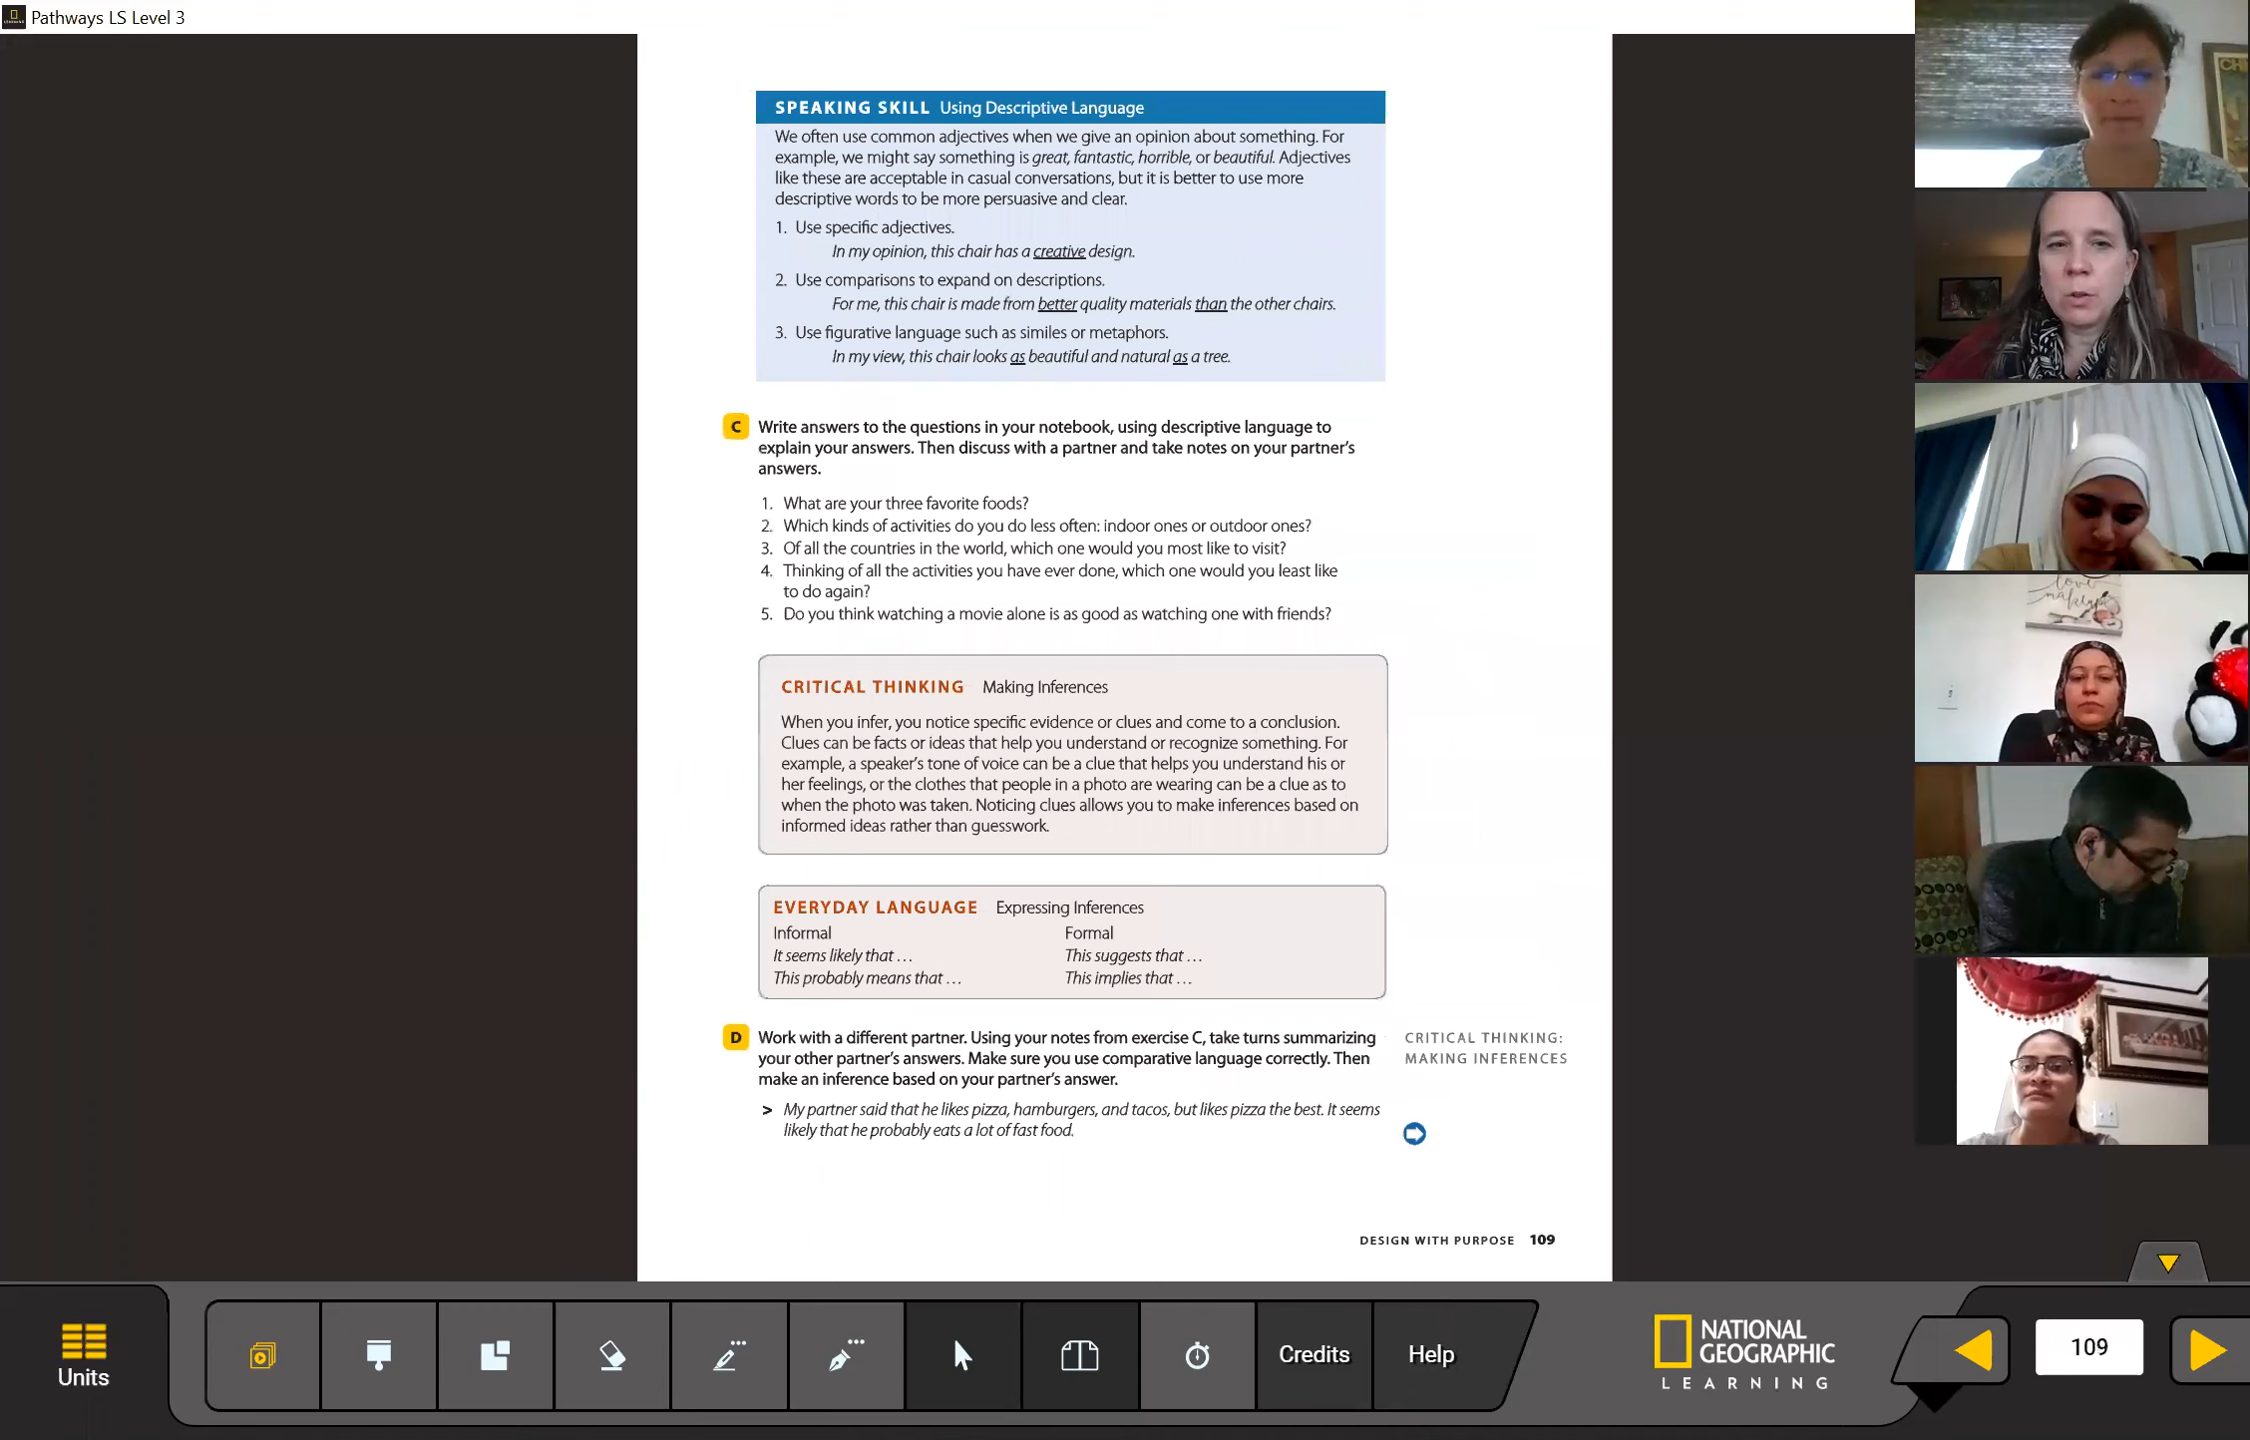 Pathways LS Level 3
SPEAKING SKILL Using Descriptive Language
We often use common adjectives when we give an opinion about something. For
example, we might say something is great, fantastic, horrible, or beautiful. Adjectives
like these are acceptable in casual conversations, but it is better to use more
descriptive words to be more persuasive and clear.
1. Use specific adjectives.
In my opinion, this chair has a creative design.
2. Use comparisons to expand on descriptions.
For me, this chair is made from better quality materials than the other chairs.
3. Use figurative language such as similes or metaphors.
In my view, this chair looks as beautiful and natural as a tree.
C Write answers to the questions in your notebook, using descriptive language to
explain your answers. Then discuss with a partner and take notes on your partner's
answers.
1. What are your three favorite foods?
2. Which kinds of activities do you do less often: indoor ones or outdoor ones?
3. Of all the countries in the world, which one would you most like to visit?
4. Thinking of all the activities you have ever done, which one would you least like
to do again?
5. Do you think watching a movie alone is as good as watching one with friends?
CRITICAL THINKING Making Inferences
When you infer, you notice specific evidence or clues and come to a conclusion.
Clues can be facts or ideas that help you understand or recognize something. For
example, a speaker's tone of voice can be a clue that helps you understand his or
her feelings, or the clothes that people in a photo are wearing can be a clue as to
when the photo was taken. Noticing clues allows you to make inferences based on
informed ideas rather than guesswork.
EVERYDAY LANGUAGE Expressing Inferences
Informal Formal
It seems likely that ... This suggests that ...
This probably means that ... This implies that ...
D Work with a different partner. Using your notes from exercise C, take turns summarizing
your other partner's answers. Make sure you use comparative language correctly. Then
make an inference based on your partner's answer.
> My partner said that he likes pizza, hamburgers, and tacos, but likes pizza the best. It seems
likely that he probably eats a lot of fast food.
CRITICAL THINKING:
MAKING INFERENCES
DESIGN WITH PURPOSE 109
Units
Credits
Help
NATIONAL
GEOGRAPHIC
LEARNING
109
love